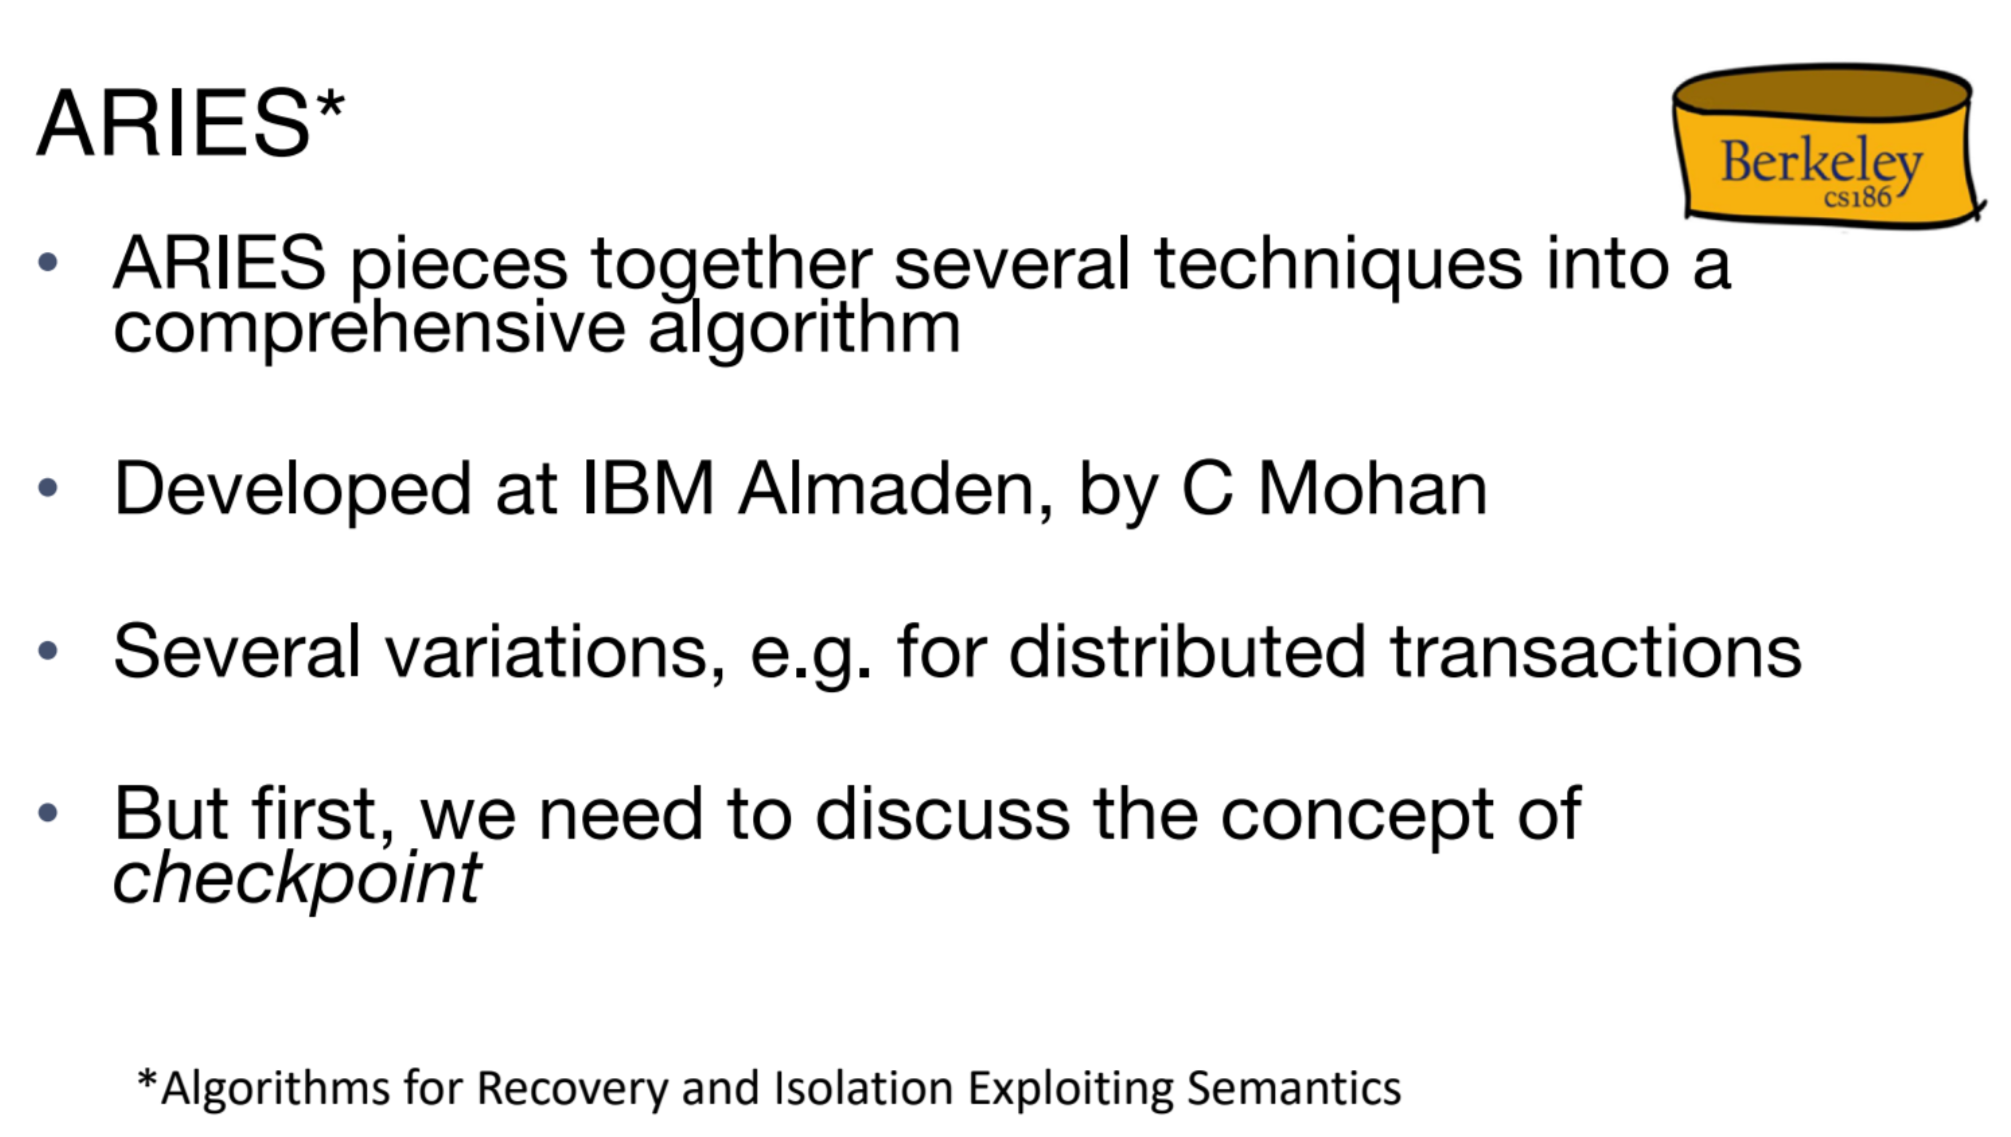 ARIES*
Berkeley
cs186
• ARIES pieces together several techniques into a
comprehensive algorithm
• Developed at IBM Almaden, by C Mohan
• Several variations, e.g. for distributed transactions
• But first, we need to discuss the concept of
checkpoint
*Algorithms for Recovery and Isolation Exploiting Semantics